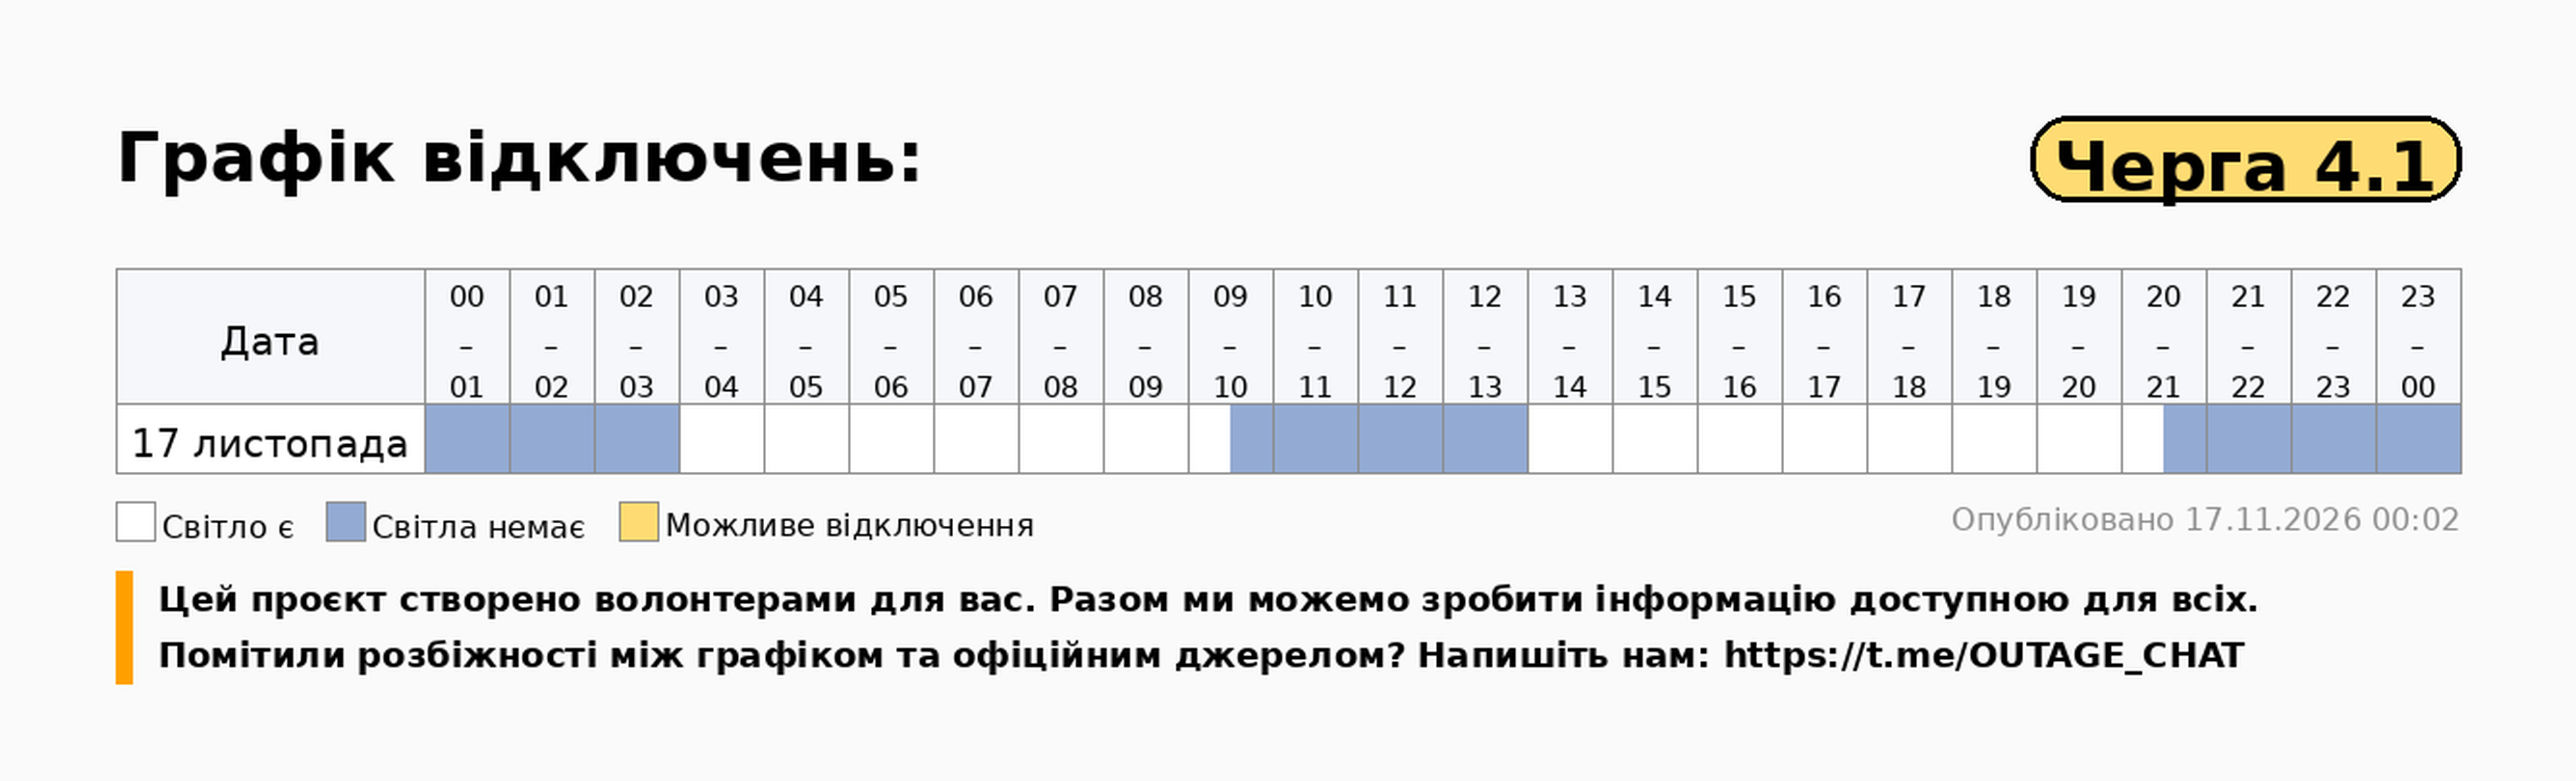 Графік відключень:
Черга 4.1
Дата
00 – 01
01 – 02
02 – 03
03 – 04
04 – 05
05 – 06
06 – 07
07 – 08
08 – 09
09 – 10
10 – 11
11 – 12
12 – 13
13 – 14
14 – 15
15 – 16
16 – 17
17 – 18
18 – 19
19 – 20
20 – 21
21 – 22
22 – 23
23 – 00
17 листопада
Світло є
Світла немає
Можливе відключення
Опубліковано 17.11.2026 00:02
Цей проєкт створено волонтерами для вас. Разом ми можемо зробити інформацію доступною для всіх.
Помітили розбіжності між графіком та офіційним джерелом? Напишіть нам: https://t.me/OUTAGE_CHAT